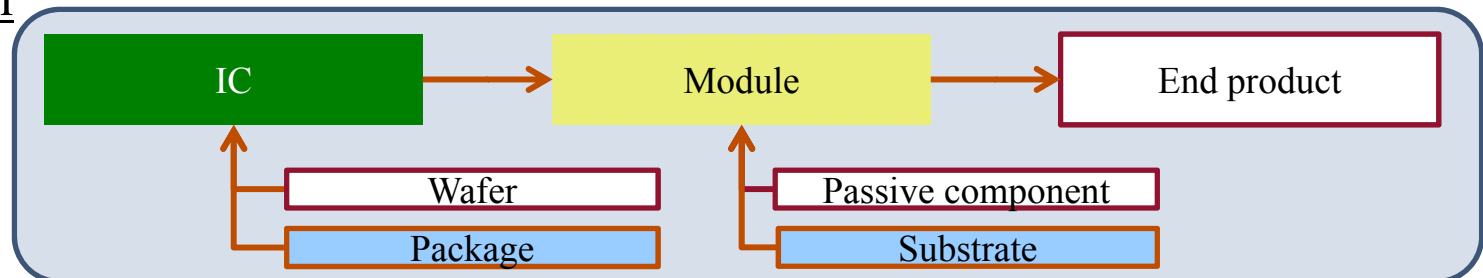 IC
Module
End product
Wafer
Passive component
Package
Substrate